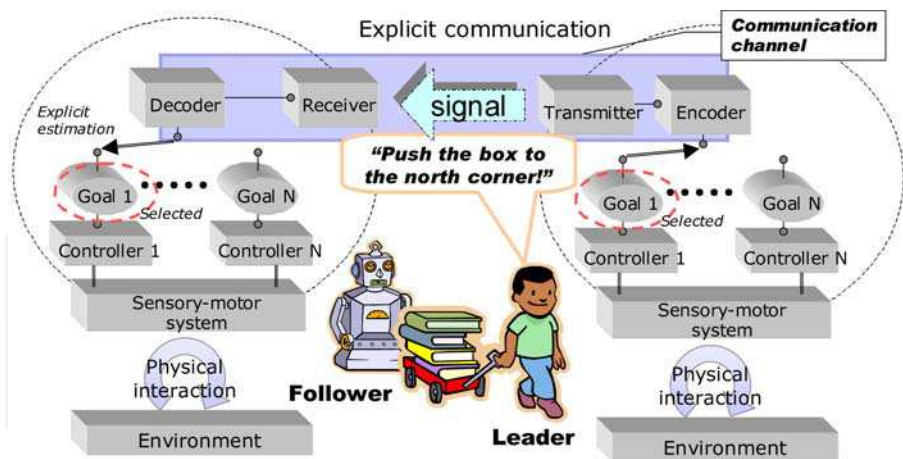 Explicit communication
Communication
channel
Decoder
Receiver
signal
Transmitter
Encoder
Explicit
estimation
"Push the box to
the north corner!"
Goal 1
Selected
Goal N
Goal 1
Selected
Goal N
Controller 1
Controller N
Controller 1
Controller N
Sensory-motor
system
Sensory-motor
system
Physical
interaction
Follower
Leader
Physical
interaction
Environment
Environment